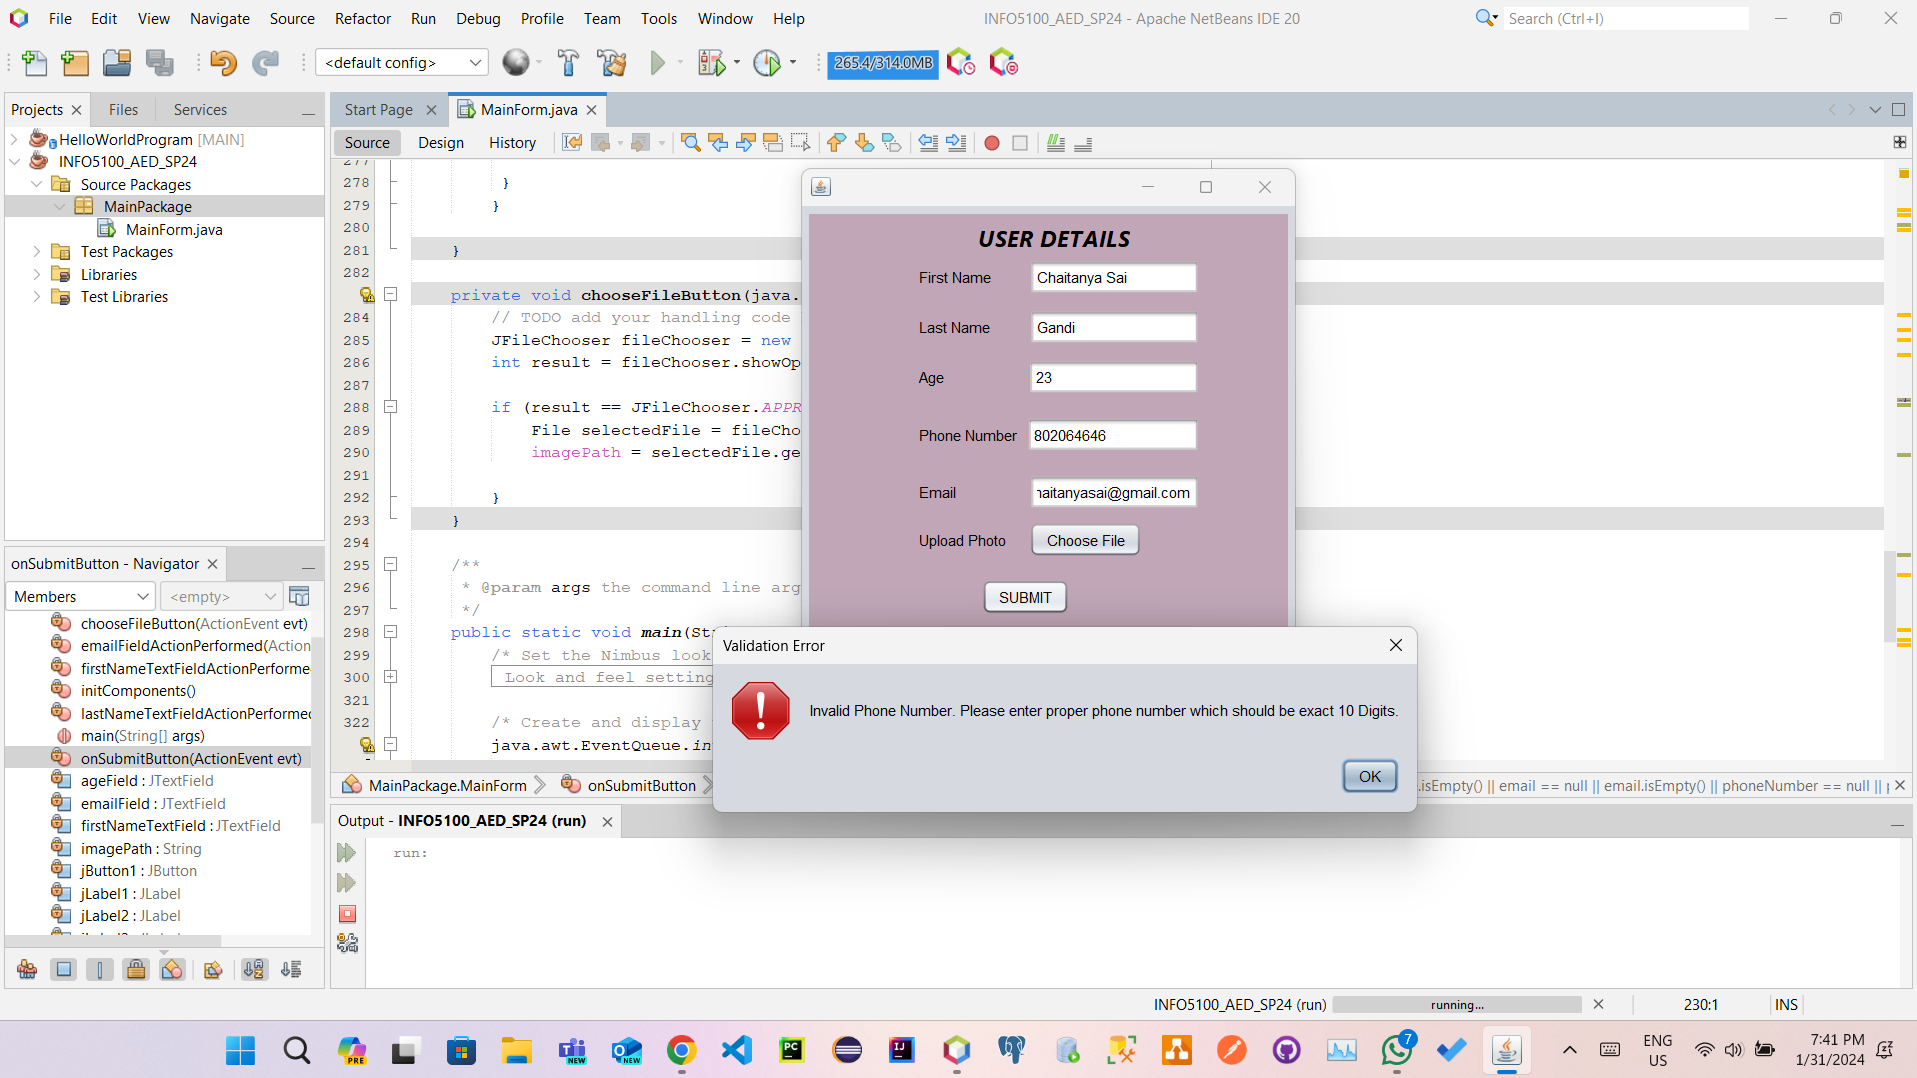 File Edit View Navigate Source Refactor Run Debug Profile Team Tools Window Help
INFO5100_AED_SP24 - Apache NetBeans IDE 20
Search (Ctrl+I)
<default config>
265.4/314.0MB
Projects Files Services
HelloWorldProgram [MAIN]
INFO5100_AED_SP24
Source Packages
MainPackage
MainForm.java
Test Packages
Libraries
Test Libraries
Start Page MainForm.java
Source Design History
277
278 }
279 }
280
281 }
282
private void chooseFileButton(java.
284 // TODO add your handling code
285 JFileChooser fileChooser = new
286 int result = fileChooser.showOp
287
288 if (result == JFileChooser.APPR
289 File selectedFile = fileCho
290 imagePath = selectedFile.ge
291
292 }
293 }
294
295 /**
296 * @param args the command line arg
297 */
298 public static void main(St
299 /* Set the Nimbus look
300 Look and feel setting
321
322 /* Create and display
java.awt.EventQueue.in
USER DETAILS
First Name Chaitanya Sai
Last Name Gandi
Age 23
Phone Number 802064646
Email haitanyasai@gmail.com
Upload Photo Choose File
SUBMIT
Validation Error
Invalid Phone Number. Please enter proper phone number which should be exact 10 Digits.
OK
onSubmitButton - Navigator
Members <empty>
chooseFileButton(ActionEvent evt)
emailFieldActionPerformed(Action
firstNameTextFieldActionPerforme
initComponents()
lastNameTextFieldActionPerformed
main(String[] args)
onSubmitButton(ActionEvent evt)
ageField : JTextField
emailField : JTextField
firstNameTextField : JTextField
imagePath : String
jButton1 : JButton
jLabel1 : JLabel
jLabel2 : JLabel
MainPackage.MainForm onSubmitButton
.isEmpty() || email == null || email.isEmpty() || phoneNumber == null ||
Output - INFO5100_AED_SP24 (run)
run:
INFO5100_AED_SP24 (run) running... 230:1 INS
PRE
NEW
NEW
PC
IJ
7
ENG
US
7:41 PM
1/31/2024